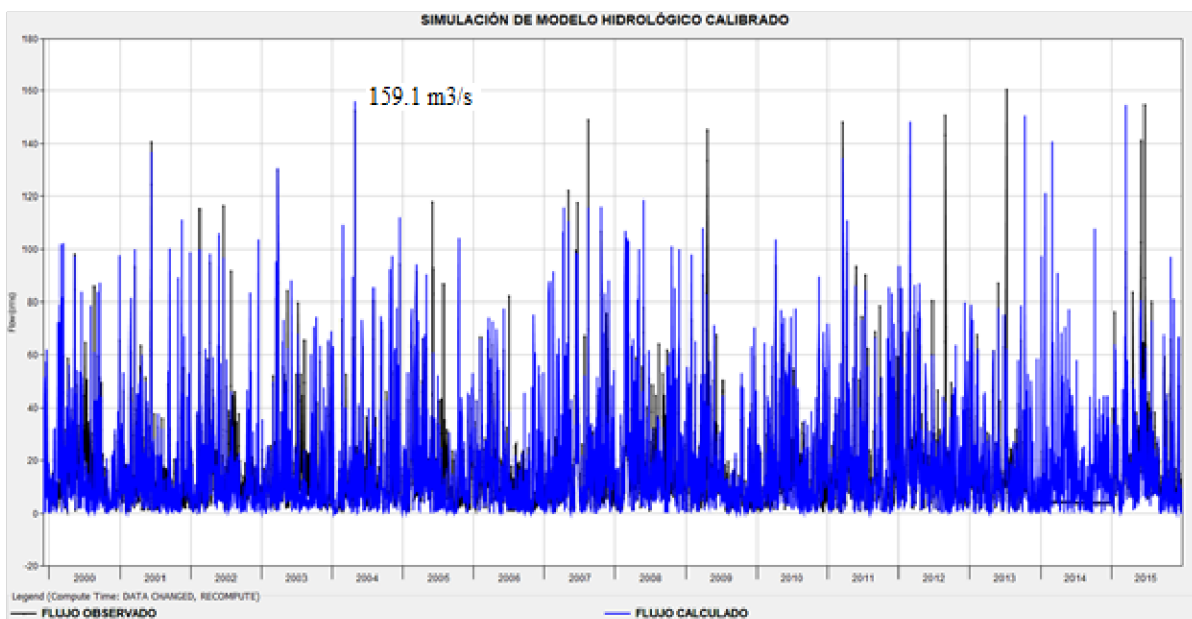 SIMULACIÓN DE MODELO HIDROLÓGICO CALIBRADO
180
160
140
120
100
80
60
40
20
0
-20
Flow(cms)
159.1 m3/s
2000 2001 2002 2003 2004 2005 2006 2007 2008 2009 2010 2011 2012 2013 2014 2015
Legend (Compute Time: DATA CHANGED, RECOMPUTE)
FLUJO OBSERVADO FLUJO CALCULADO